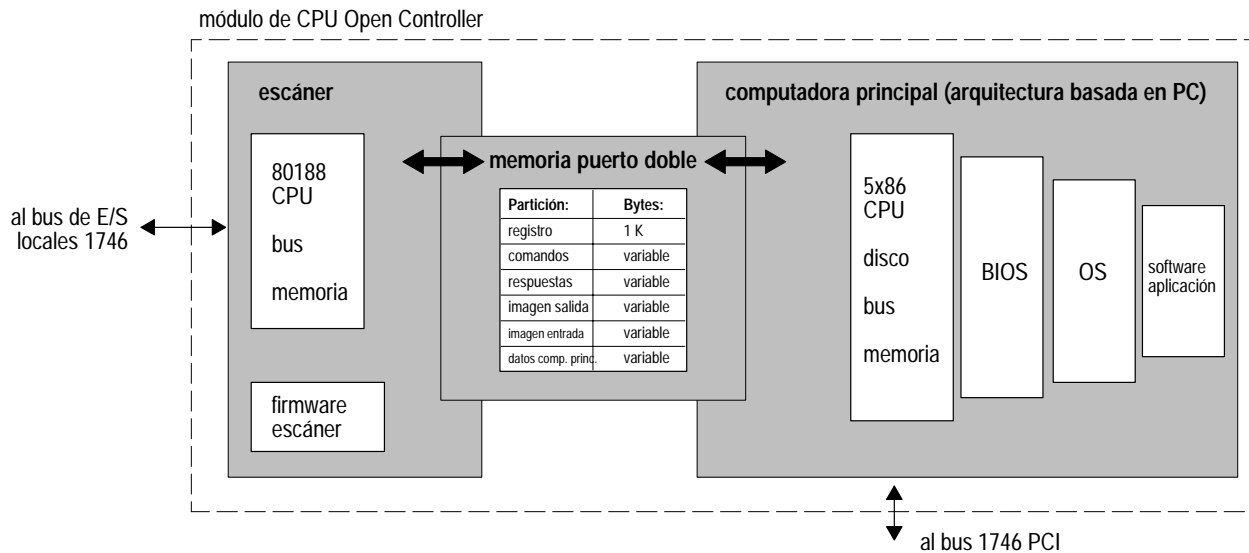 módulo de CPU Open Controller
escáner
80188
CPU
bus
memoria
firmware
escáner
al bus de E/S
locales 1746
memoria puerto doble
Partición: Bytes:
registro 1 K
comandos variable
respuestas variable
imagen salida variable
imagen entrada variable
datos comp. princ. variable
computadora principal (arquitectura basada en PC)
5x86
CPU
disco
bus
memoria
BIOS
OS
software
aplicación
al bus 1746 PCI